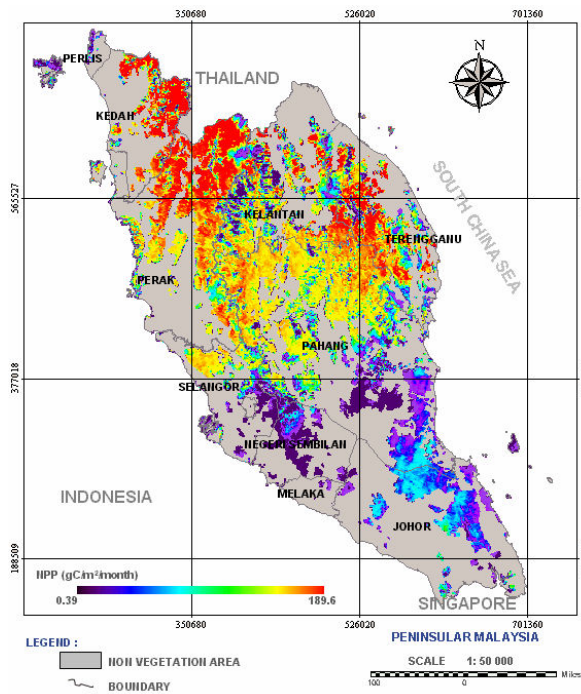 350680 526020 701360
N
PERLIS
THAILAND
KEDAH
SOUTH CHINA SEA
565527
KELANTAN
TERENGGANU
PERAK
PAHANG
377018
SELANGOR
NEGERI SEMBILAN
INDONESIA
MELAKA
JOHOR
188509
NPP (gC/m²/month)
0.39 189.6
SINGAPORE
350680 526020 701360
LEGEND :
PENINSULAR MALAYSIA
NON VEGETATION AREA
SCALE 1: 50 000
BOUNDARY
100 0 Miles